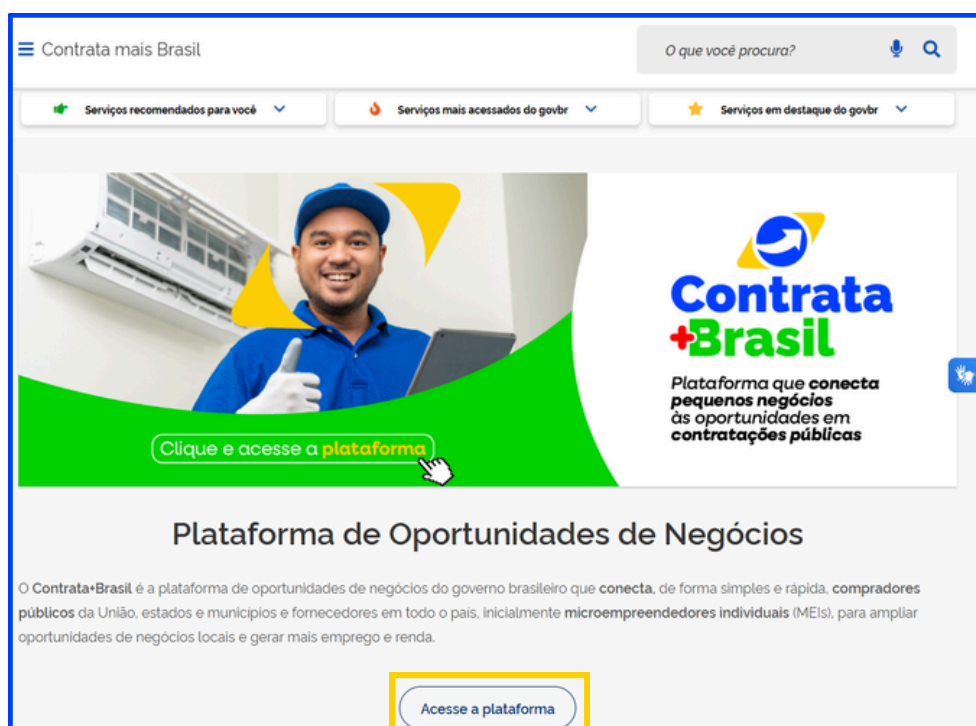 Contrata mais Brasil
O que você procura?
Serviços recomendados para você
Serviços mais acessados do govbr
Serviços em destaque do govbr
Contrata
+Brasil
Plataforma que conecta
pequenos negócios
às oportunidades em
contratações públicas
Clique e acesse a plataforma
Plataforma de Oportunidades de Negócios
O Contrata+Brasil é a plataforma de oportunidades de negócios do governo brasileiro que conecta, de forma simples e rápida, compradores
públicos da União, estados e municípios e fornecedores em todo o país, inicialmente microempreendedores individuais (MEIs), para ampliar
oportunidades de negócios locais e gerar mais emprego e renda.
Acesse a plataforma